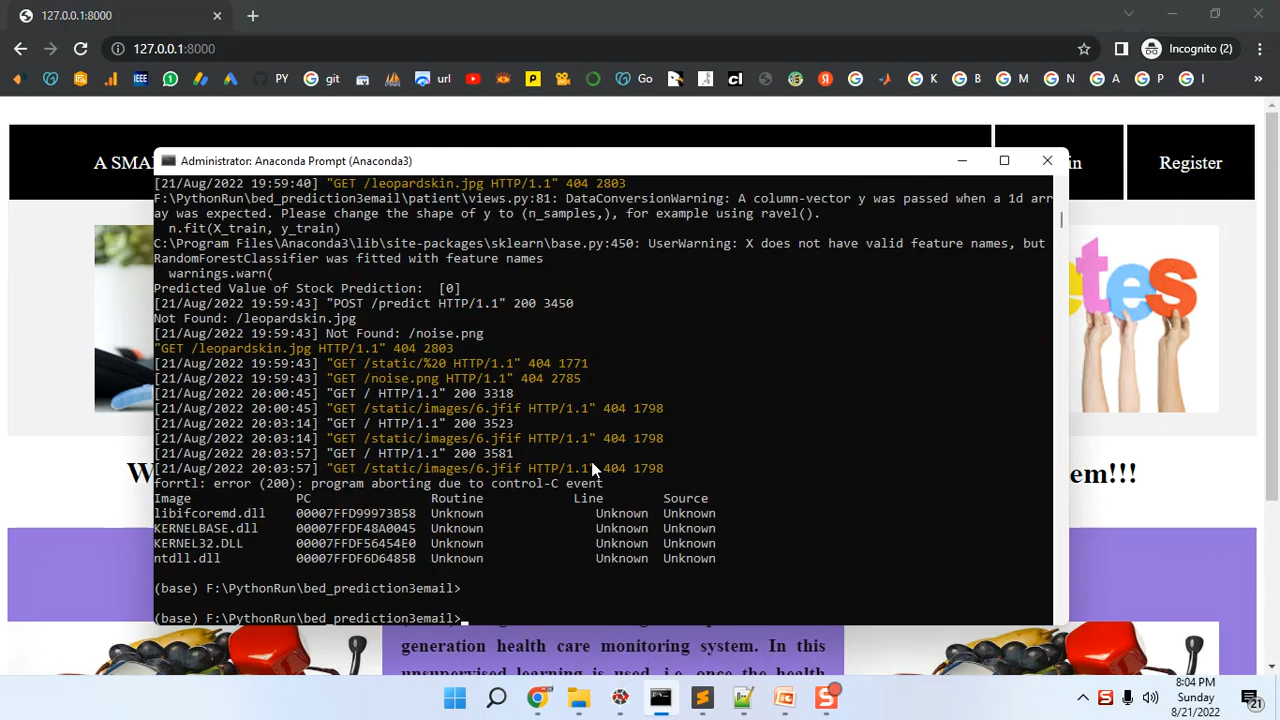 127.0.0.1:8000
127.0.0.1:8000
Incognito (2)
IEEE
PY
git
url
Go
K
B
M
N
A
P
I
A SMA
in
Register
Administrator: Anaconda Prompt (Anaconda3)
[21/Aug/2022 19:59:40] "GET /leopardskin.jpg HTTP/1.1" 404 2803
F:\PythonRun\bed_prediction3email\patient\views.py:81: DataConversionWarning: A column-vector y was passed when a 1d arr
ay was expected. Please change the shape of y to (n_samples,), for example using ravel().
n.fit(X_train, y_train)
C:\Program Files\Anaconda3\lib\site-packages\sklearn\base.py:450: UserWarning: X does not have valid feature names, but
RandomForestClassifier was fitted with feature names
warnings.warn(
Predicted Value of Stock Prediction:  [0]
[21/Aug/2022 19:59:43] "POST /predict HTTP/1.1" 200 3450
Not Found: /leopardskin.jpg
[21/Aug/2022 19:59:43] Not Found: /noise.png
"GET /leopardskin.jpg HTTP/1.1" 404 2803
[21/Aug/2022 19:59:43] "GET /static/%20 HTTP/1.1" 404 1771
[21/Aug/2022 19:59:43] "GET /noise.png HTTP/1.1" 404 2785
[21/Aug/2022 20:00:45] "GET / HTTP/1.1" 200 3318
[21/Aug/2022 20:00:45] "GET /static/images/6.jfif HTTP/1.1" 404 1798
[21/Aug/2022 20:03:14] "GET / HTTP/1.1" 200 3523
[21/Aug/2022 20:03:14] "GET /static/images/6.jfif HTTP/1.1" 404 1798
[21/Aug/2022 20:03:57] "GET / HTTP/1.1" 200 3581
[21/Aug/2022 20:03:57] "GET /static/images/6.jfif HTTP/1.1" 404 1798
forrtl: error (200): program aborting due to control-C event
Image PC Routine Line Source
libifcoremd.dll 00007FFD99973B58 Unknown Unknown Unknown
KERNELBASE.dll 00007FFDF48A0045 Unknown Unknown Unknown
KERNEL32.DLL 00007FFDF56454E0 Unknown Unknown Unknown
ntdll.dll 00007FFDF6D6485B Unknown Unknown Unknown
(base) F:\PythonRun\bed_prediction3email>
(base) F:\PythonRun\bed_prediction3email>
tes
W
em!!!
generation health care monitoring system. In this
unsupervised learning is used, i.e. once the health
8:04 PM
Sunday
8/21/2022
21